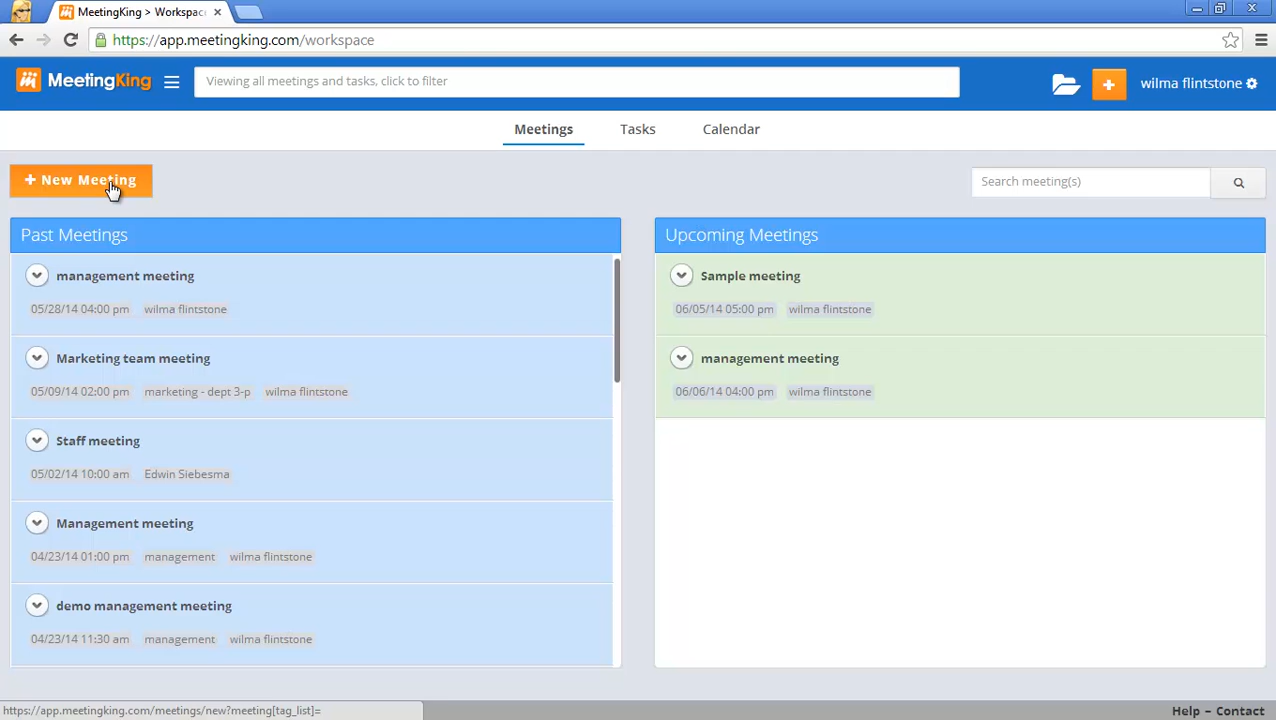 MeetingKing > Workspac
https://app.meetingking.com/workspace
MeetingKing
Viewing all meetings and tasks, click to filter
wilma flintstone
Meetings Tasks Calendar
+ New Meeting
Search meeting(s)
Past Meetings
management meeting
05/28/14 04:00 pm wilma flintstone
Marketing team meeting
05/09/14 02:00 pm marketing - dept 3-p wilma flintstone
Staff meeting
05/02/14 10:00 am Edwin Siebesma
Management meeting
04/23/14 01:00 pm management wilma flintstone
demo management meeting
04/23/14 11:30 am management wilma flintstone
Upcoming Meetings
Sample meeting
06/05/14 05:00 pm wilma flintstone
management meeting
06/06/14 04:00 pm wilma flintstone
https://app.meetingking.com/meetings/new?meeting[tag_list]=
Help – Contact